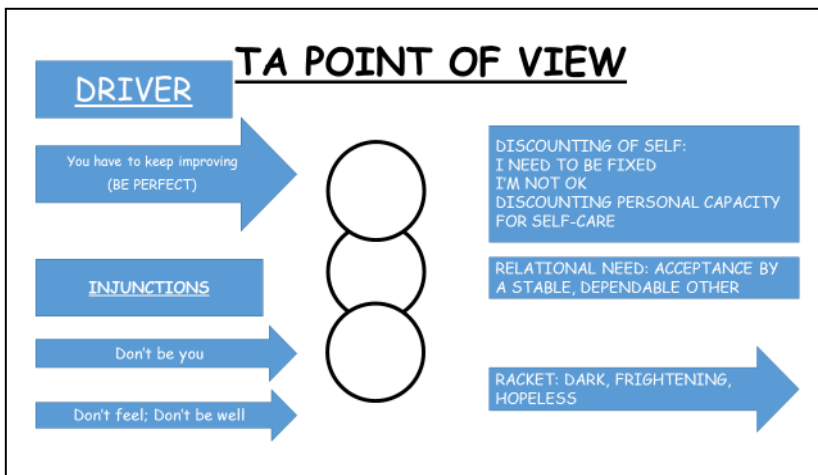 TA POINT OF VIEW
DRIVER
You have to keep improving
(BE PERFECT)
INJUNCTIONS
Don't be you
Don't feel; Don't be well
DISCOUNTING OF SELF:
I NEED TO BE FIXED
I'M NOT OK
DISCOUNTING PERSONAL CAPACITY
FOR SELF-CARE
RELATIONAL NEED: ACCEPTANCE BY
A STABLE, DEPENDABLE OTHER
RACKET: DARK, FRIGHTENING,
HOPELESS